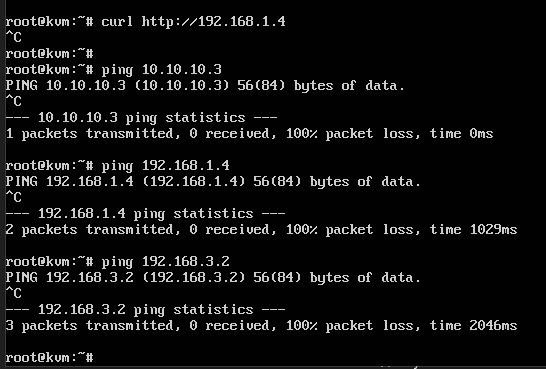 root@kvm:~# curl http://192.168.1.4
^C
root@kvm:~#
root@kvm:~# ping 10.10.10.3
PING 10.10.10.3 (10.10.10.3) 56(84) bytes of data.
^C
--- 10.10.10.3 ping statistics ---
1 packets transmitted, 0 received, 100% packet loss, time 0ms
root@kvm:~# ping 192.168.1.4
PING 192.168.1.4 (192.168.1.4) 56(84) bytes of data.
^C
--- 192.168.1.4 ping statistics ---
2 packets transmitted, 0 received, 100% packet loss, time 1029ms
root@kvm:~# ping 192.168.3.2
PING 192.168.3.2 (192.168.3.2) 56(84) bytes of data.
^C
--- 192.168.3.2 ping statistics ---
3 packets transmitted, 0 received, 100% packet loss, time 2046ms
root@kvm:~#